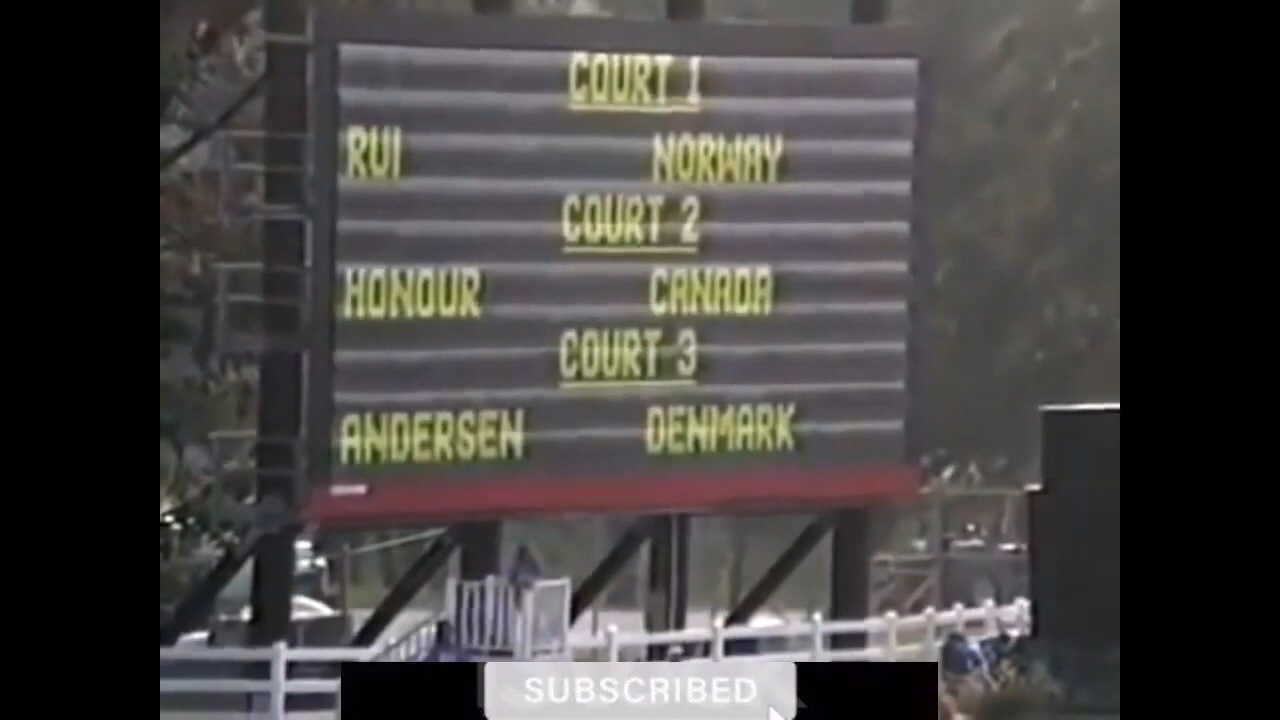 COURT 1
RUI NORWAY
COURT 2
HONOUR CANADA
COURT 3
ANDERSEN DENMARK
SUBSCRIBED